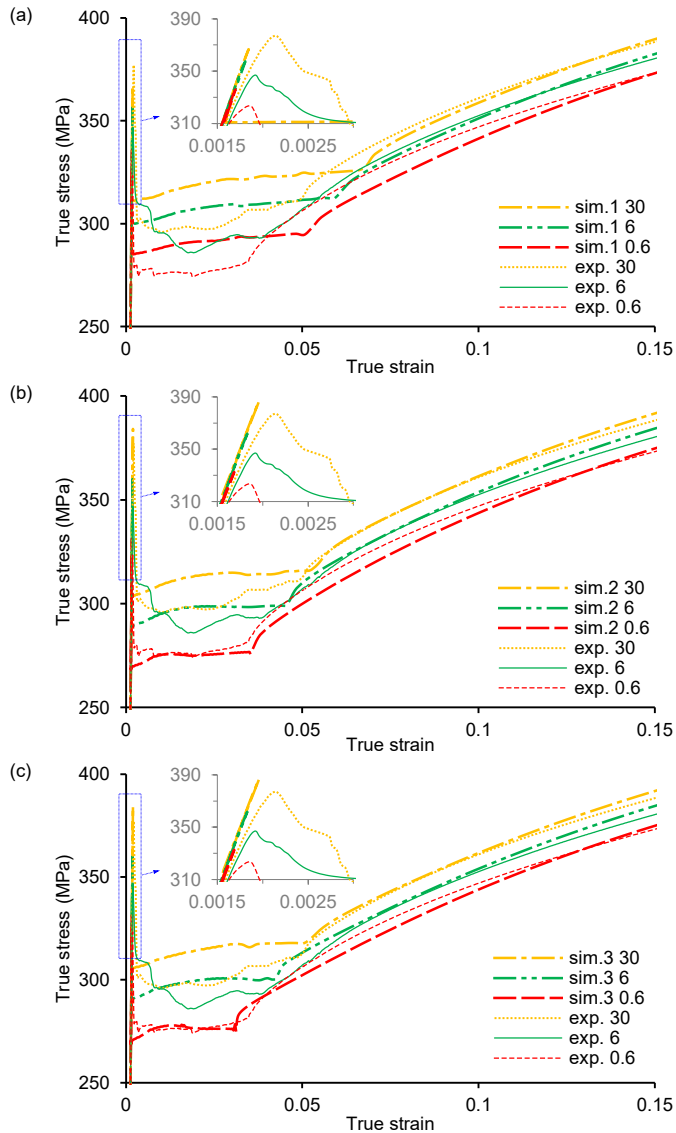 (a)
400
350
300
250
True stress (MPa)
390
350
310
0.0015
0.0025
sim.1 30
sim.1 6
sim.1 0.6
exp. 30
exp. 6
exp. 0.6
0
0.05
0.1
0.15
True strain
(b)
400
350
300
250
True stress (MPa)
390
350
310
0.0015
0.0025
sim.2 30
sim.2 6
sim.2 0.6
exp. 30
exp. 6
exp. 0.6
0
0.05
0.1
0.15
True strain
(c)
400
350
300
250
True stress (MPa)
390
350
310
0.0015
0.0025
sim.3 30
sim.3 6
sim.3 0.6
exp. 30
exp. 6
exp. 0.6
0
0.05
0.1
0.15
True strain